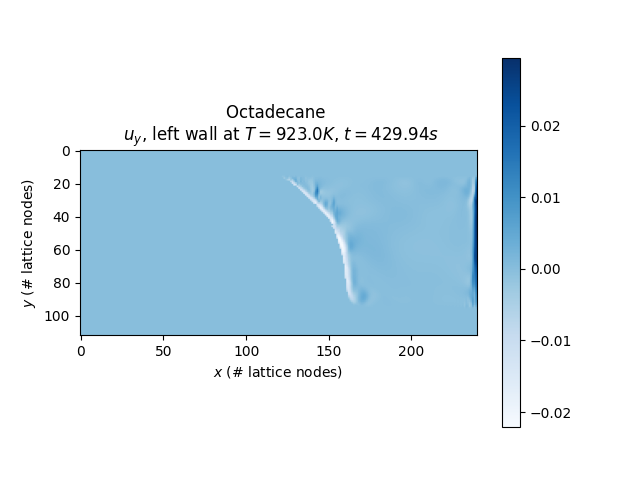 Octadecane
u_y, left wall at T = 923.0K, t = 429.94s
0
20
40
60
80
100
y (# lattice nodes)
0 50 100 150 200
x (# lattice nodes)
0.02
0.01
0.00
−0.01
−0.02